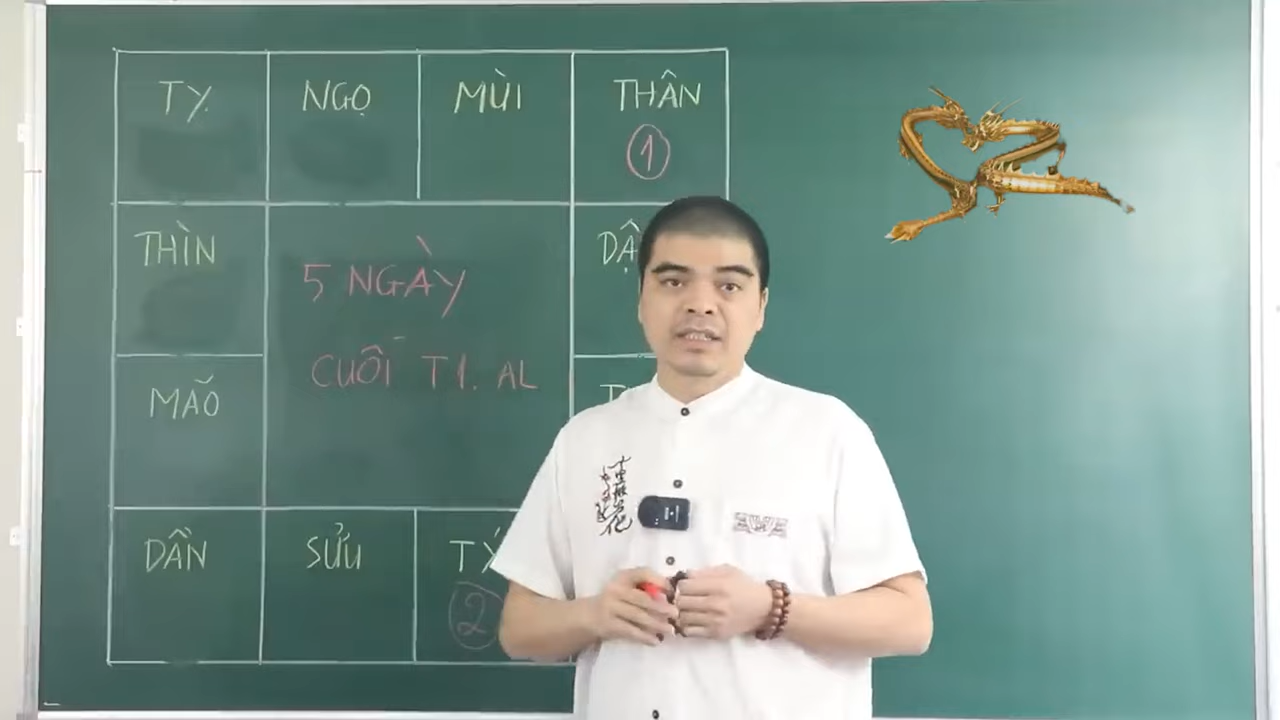 TỴ
NGỌ
MÙI
THÂN
1
THÌN
5 NGÀY
CUỐI T1. AL
MÃO
DẦN
SỬU
TÝ
2